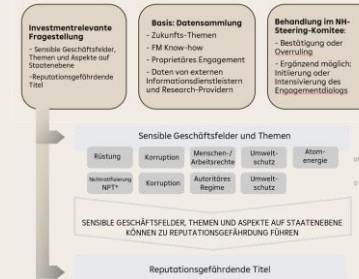 Investmentrelevante
Fragestellung
- Sensible Geschäftsfelder,
Themen und Aspekte auf
Staatenebene
-Reputationsgefährdende
Titel
Basis: Datensammlung
- Zukunfts-Themen
- FM Know-how
- Proprietäres Engagement
- Daten von externen
Informationsdienstleistern
und Research-Providern
Behandlung im NH-
Steering-Komitee:
- Bestätigung oder
Overruling
- Ergänzend möglich:
Initiierung oder
Intensivierung des
Engagementdialogs
Sensible Geschäftsfelder und Themen
Rüstung
Korruption
Menschen-/
Arbeitsrechte
Umwelt-
schutz
Atom-
energie
Nichtratifizierung
NPT*
Korruption
Autoritäres
Regime
Umwelt-
schutz
SENSIBLE GESCHÄFTSFELDER, THEMEN UND ASPEKTE AUF STAATENEBENE
KÖNNEN ZU REPUTATIONSGEFÄHRDUNG FÜHREN
Reputationsgefährdende Titel